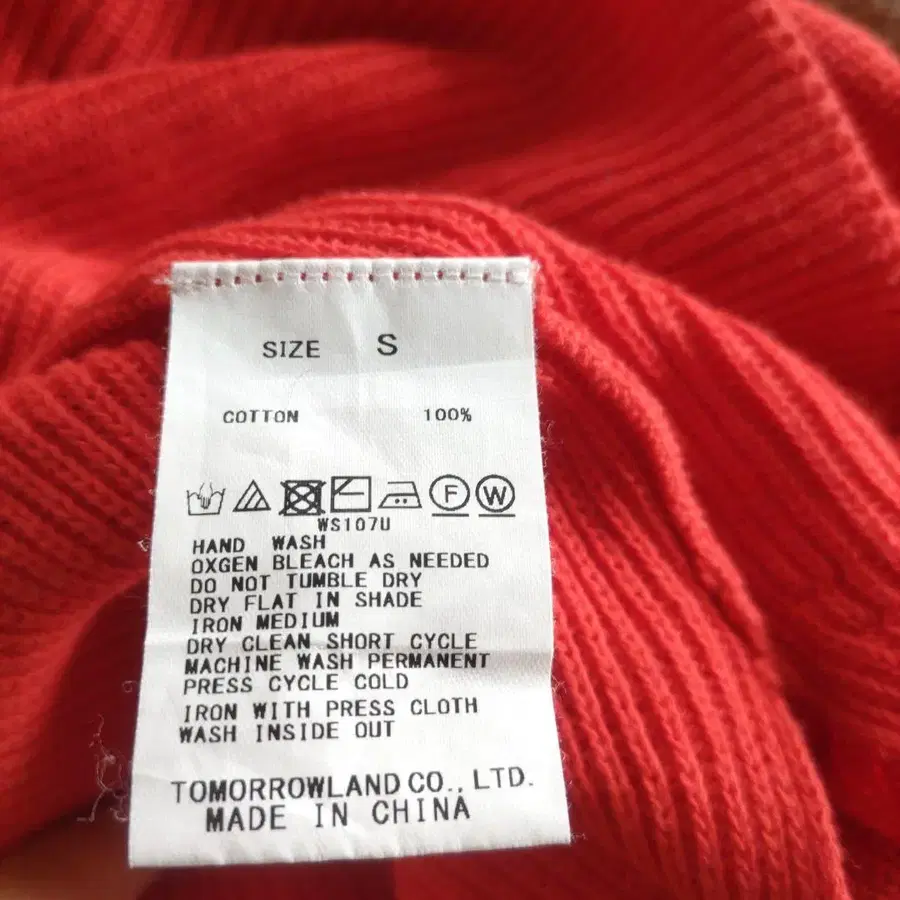 SIZE S
COTTON 100%
F W
WS107U
HAND WASH
OXGEN BLEACH AS NEEDED
DO NOT TUMBLE DRY
DRY FLAT IN SHADE
IRON MEDIUM
DRY CLEAN SHORT CYCLE
MACHINE WASH PERMANENT
PRESS CYCLE COLD
IRON WITH PRESS CLOTH
WASH INSIDE OUT
TOMORROWLAND CO., LTD.
MADE IN CHINA